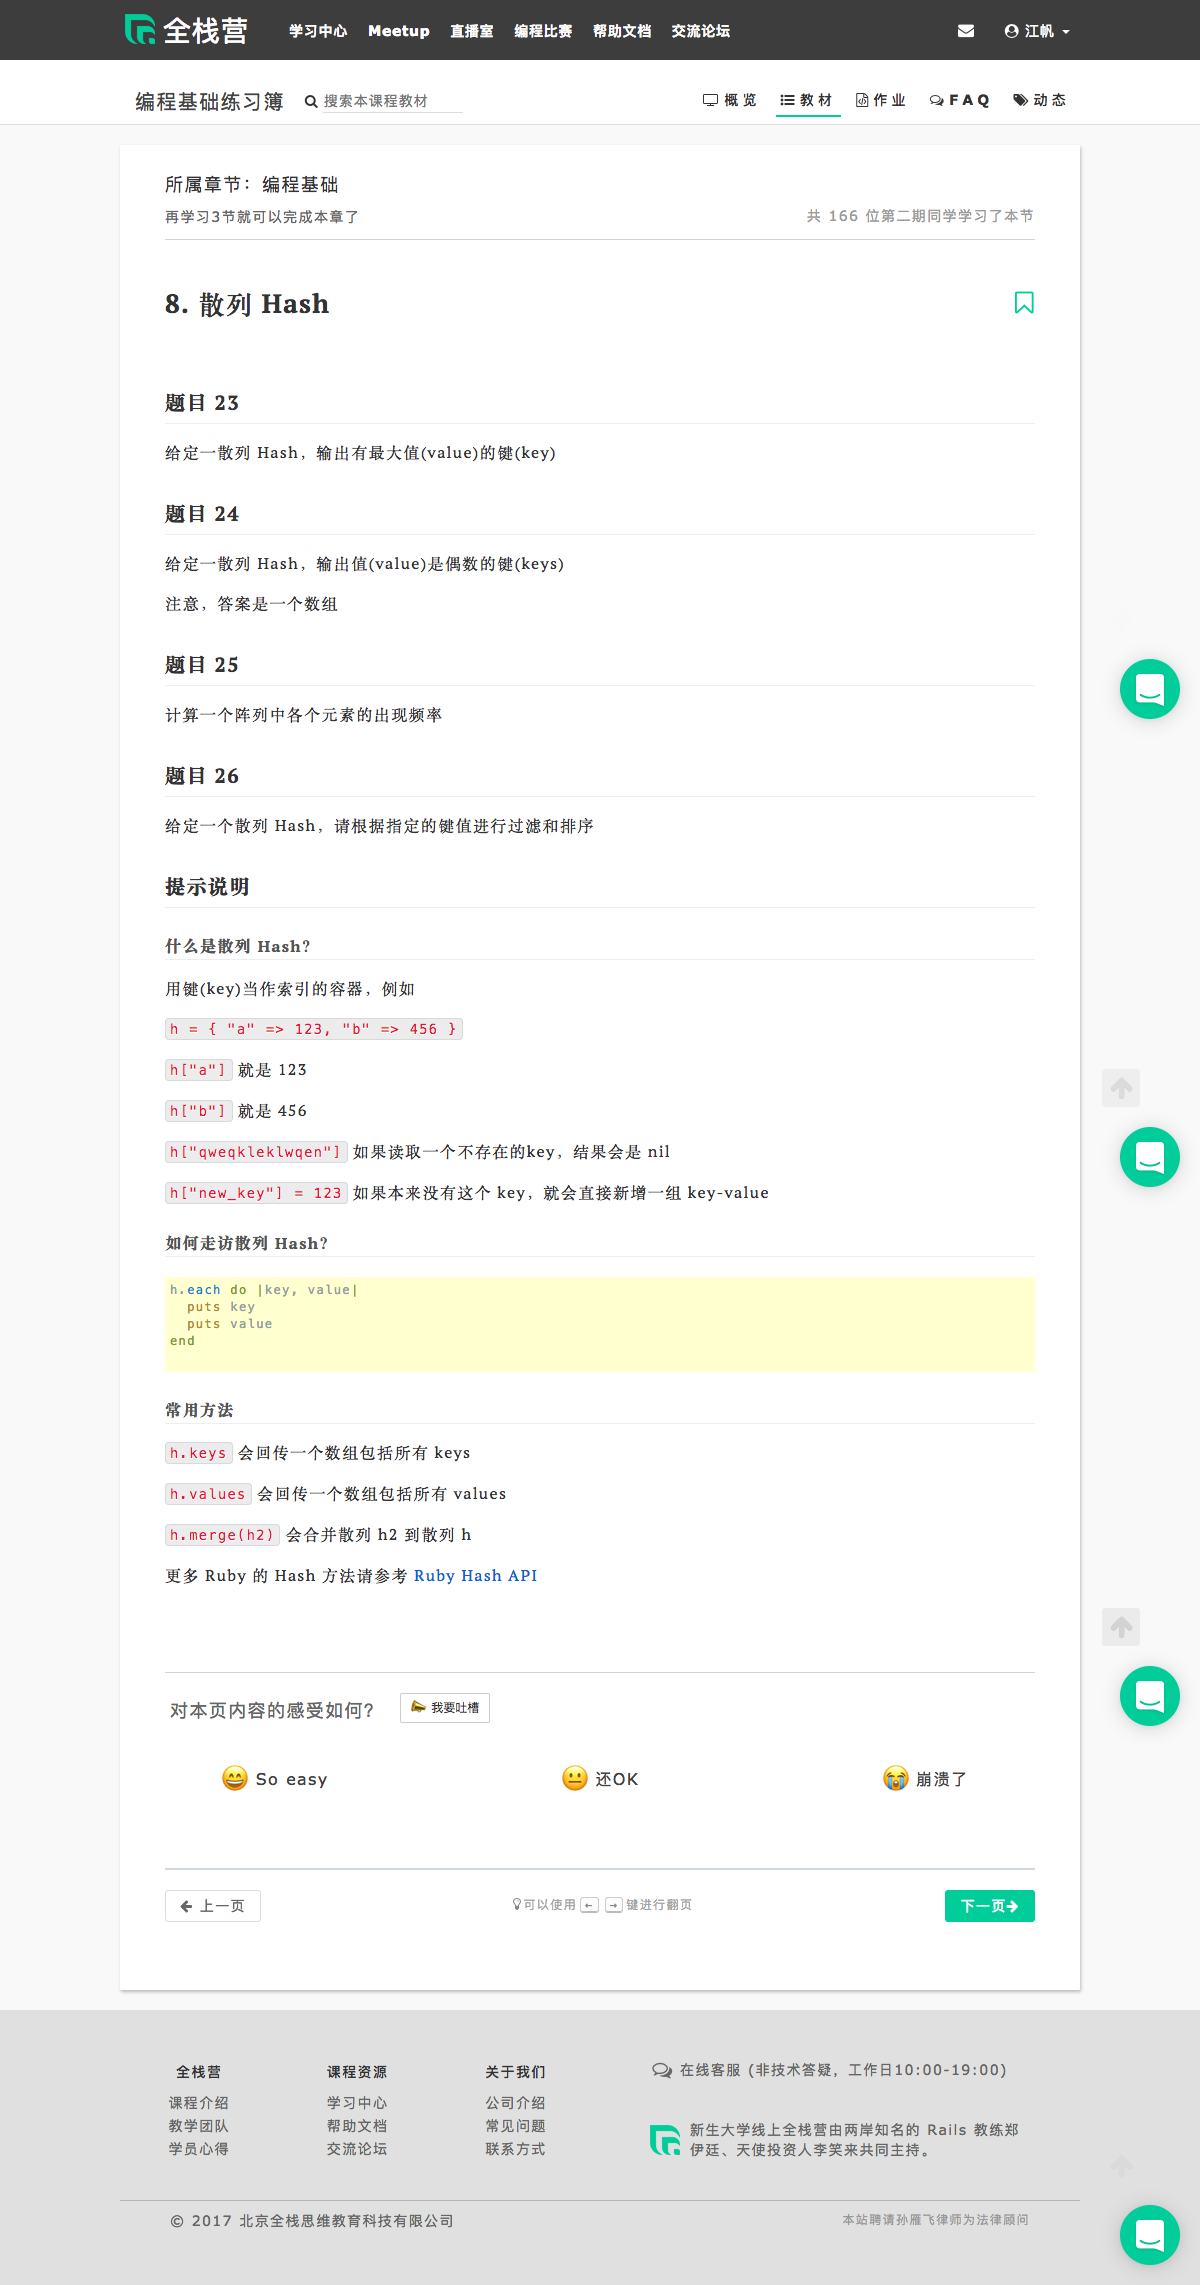 全栈营 学习中心 Meetup 直播室 编程比赛 帮助文档 交流论坛 江帆
编程基础练习簿 搜索本课程教材 概览 教材 作业 FAQ 动态
所属章节：编程基础
再学习3节就可以完成本章了 共 166 位第二期同学学习了本节
8. 散列 Hash
题目 23
给定一散列 Hash，输出有最大值(value)的键(key)
题目 24
给定一散列 Hash，输出值(value)是偶数的键(keys)
注意，答案是一个数组
题目 25
计算一个阵列中各个元素的出现频率
题目 26
给定一个散列 Hash，请根据指定的键值进行过滤和排序
提示说明
什么是散列 Hash?
用键(key)当作索引的容器，例如
h = { "a" => 123, "b" => 456 }
h["a"] 就是 123
h["b"] 就是 456
h["qweqkleklwqen"] 如果读取一个不存在的key，结果会是 nil
h["new_key"] = 123 如果本来没有这个 key，就会直接新增一组 key-value
如何走访散列 Hash?
h.each do |key, value|
  puts key
  puts value
end
常用方法
h.keys 会回传一个数组包括所有 keys
h.values 会回传一个数组包括所有 values
h.merge(h2) 会合并散列 h2 到散列 h
更多 Ruby 的 Hash 方法请参考 Ruby Hash API
对本页内容的感受如何? 我要吐槽
So easy 还OK 崩溃了
← 上一页 可以使用 ← → 键进行翻页 下一页→
全栈营 课程资源 关于我们 在线客服 (非技术答疑，工作日10:00-19:00)
课程介绍 学习中心 公司介绍
教学团队 帮助文档 常见问题 新生大学线上全栈营由两岸知名的 Rails 教练郑
学员心得 交流论坛 联系方式 伊廷、天使投资人李笑来共同主持。
© 2017 北京全栈思维教育科技有限公司 本站聘请孙雁飞律师为法律顾问